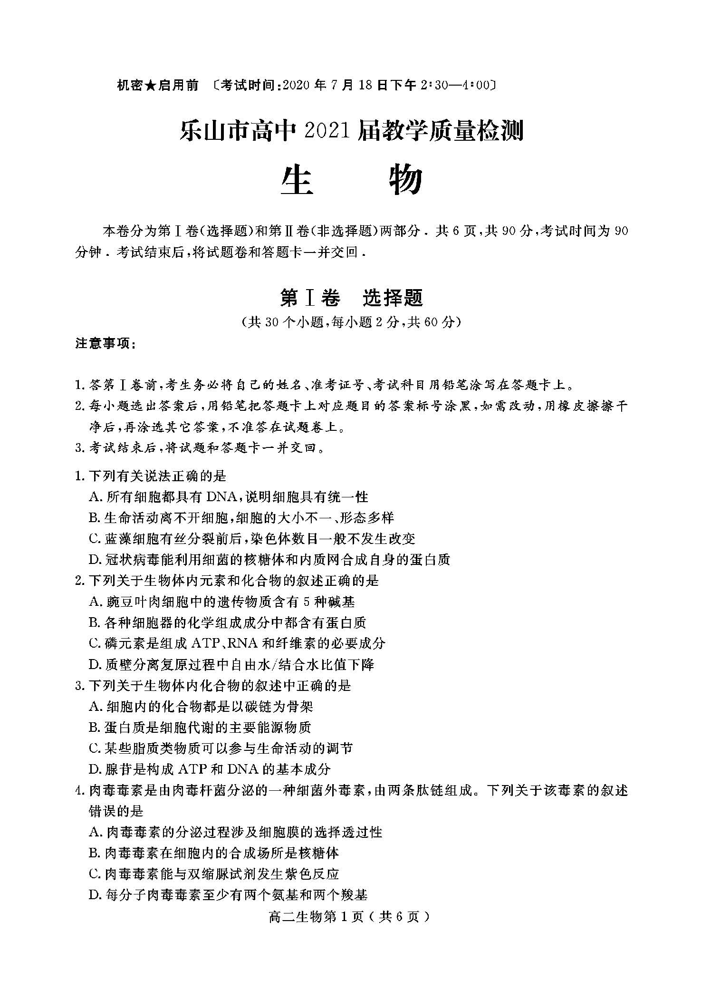 机密★启用前 〔考试时间:2020 年 7 月 18 日下午 2:30—4:00〕
乐山市高中 2021 届教学质量检测
生 物
本卷分为第Ⅰ卷(选择题)和第Ⅱ卷(非选择题)两部分．共 6 页,共 90 分,考试时间为 90
分钟．考试结束后,将试题卷和答题卡一并交回．
第Ⅰ卷 选择题
(共 30 个小题,每小题 2 分,共 60 分)
注意事项:
1. 答第Ⅰ卷前,考生务必将自己的姓名、准考证号、考试科目用铅笔涂写在答题卡上。
2. 每小题选出答案后,用铅笔把答题卡上对应题目的答案标号涂黑,如需改动,用橡皮擦擦干
净后,再涂选其它答案,不准答在试题卷上。
3. 考试结束后,将试题和答题卡一并交回。
1. 下列有关说法正确的是
A. 所有细胞都具有 DNA,说明细胞具有统一性
B. 生命活动离不开细胞,细胞的大小不一、形态多样
C. 蓝藻细胞有丝分裂前后,染色体数目一般不发生改变
D. 冠状病毒能利用细菌的核糖体和内质网合成自身的蛋白质
2. 下列关于生物体内元素和化合物的叙述正确的是
A. 豌豆叶肉细胞中的遗传物质含有 5 种碱基
B. 各种细胞器的化学组成成分中都含有蛋白质
C. 磷元素是组成 ATP、RNA 和纤维素的必要成分
D. 质壁分离复原过程中自由水/结合水比值下降
3. 下列关于生物体内化合物的叙述中正确的是
A. 细胞内的化合物都是以碳链为骨架
B. 蛋白质是细胞代谢的主要能源物质
C. 某些脂质类物质可以参与生命活动的调节
D. 腺苷是构成 ATP 和 DNA 的基本成分
4. 肉毒毒素是由肉毒杆菌分泌的一种细菌外毒素,由两条肽链组成。下列关于该毒素的叙述
错误的是
A. 肉毒毒素的分泌过程涉及细胞膜的选择透过性
B. 肉毒毒素在细胞内的合成场所是核糖体
C. 肉毒毒素能与双缩脲试剂发生紫色反应
D. 每分子肉毒毒素至少有两个氨基和两个羧基
高二生物第 1 页 ( 共 6 页 )